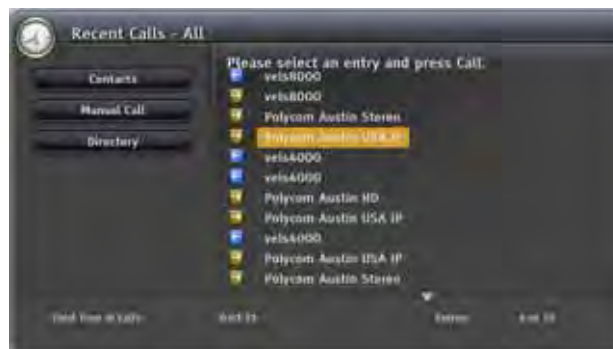 Recent Calls - All
Please select an entry and press Call.
Contacts
Manual Call
Directory
vels8000
vels8000
Polycom Austin Stereo
Polycom Austin USA IP
vels4000
vels4000
Polycom Austin HD
Polycom Austin USA IP
vels4000
Polycom Austin USA IP
Polycom Austin Stereo